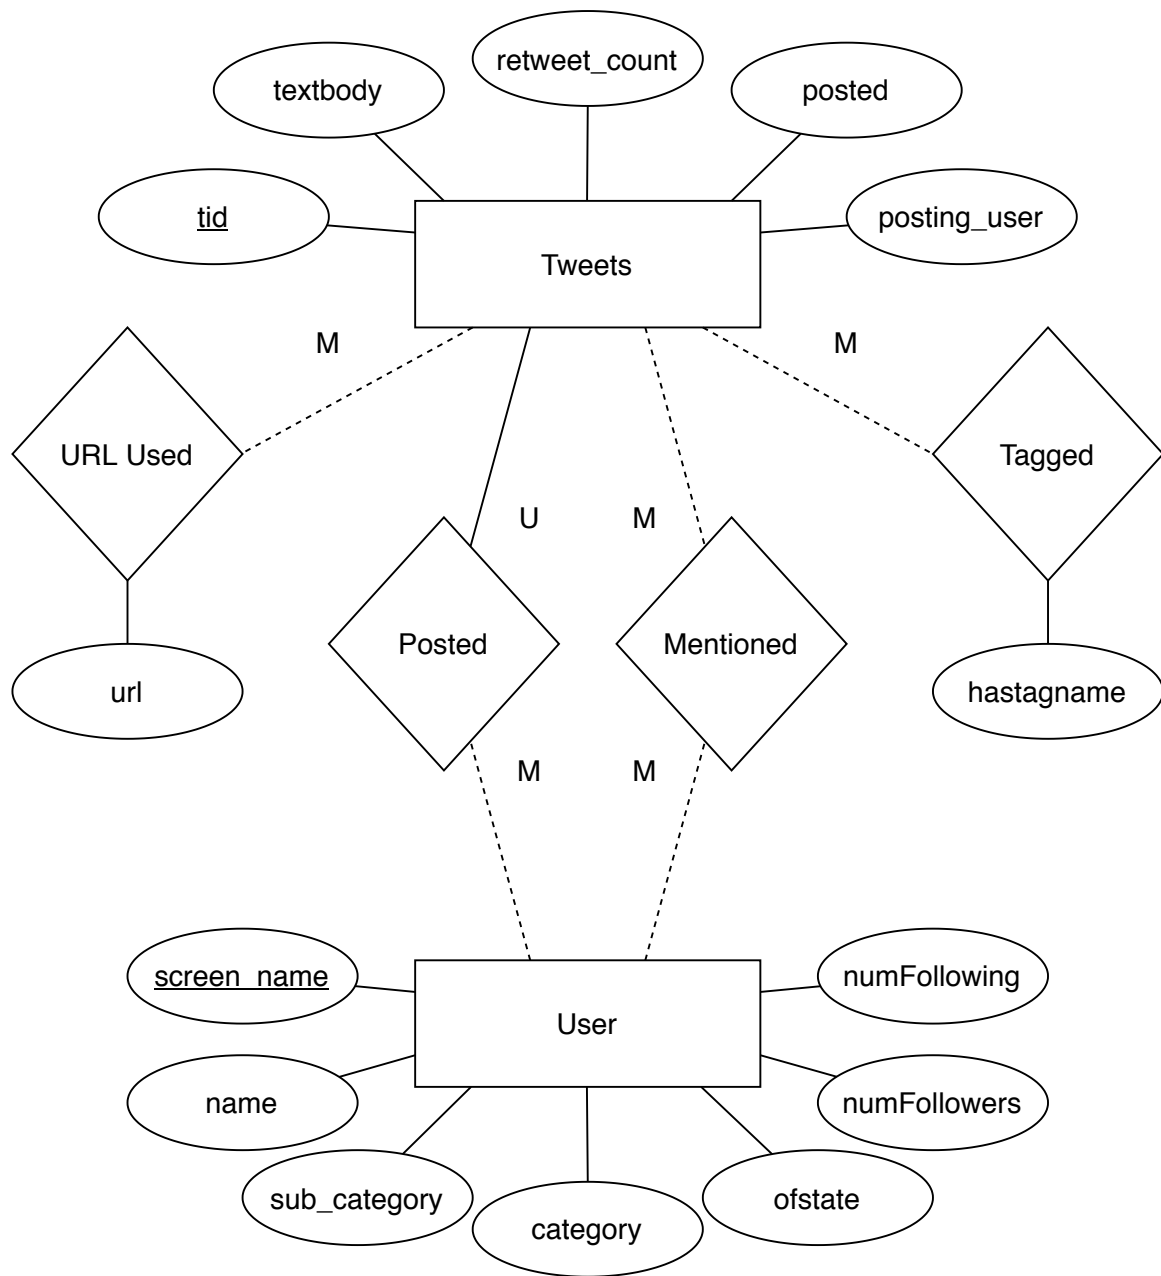 retweet_count
textbody
posted
tid
posting_user
Tweets
M
M
URL Used
Tagged
U
M
Posted
Mentioned
url
hastagname
M
M
screen_name
numFollowing
User
name
numFollowers
sub_category
ofstate
category